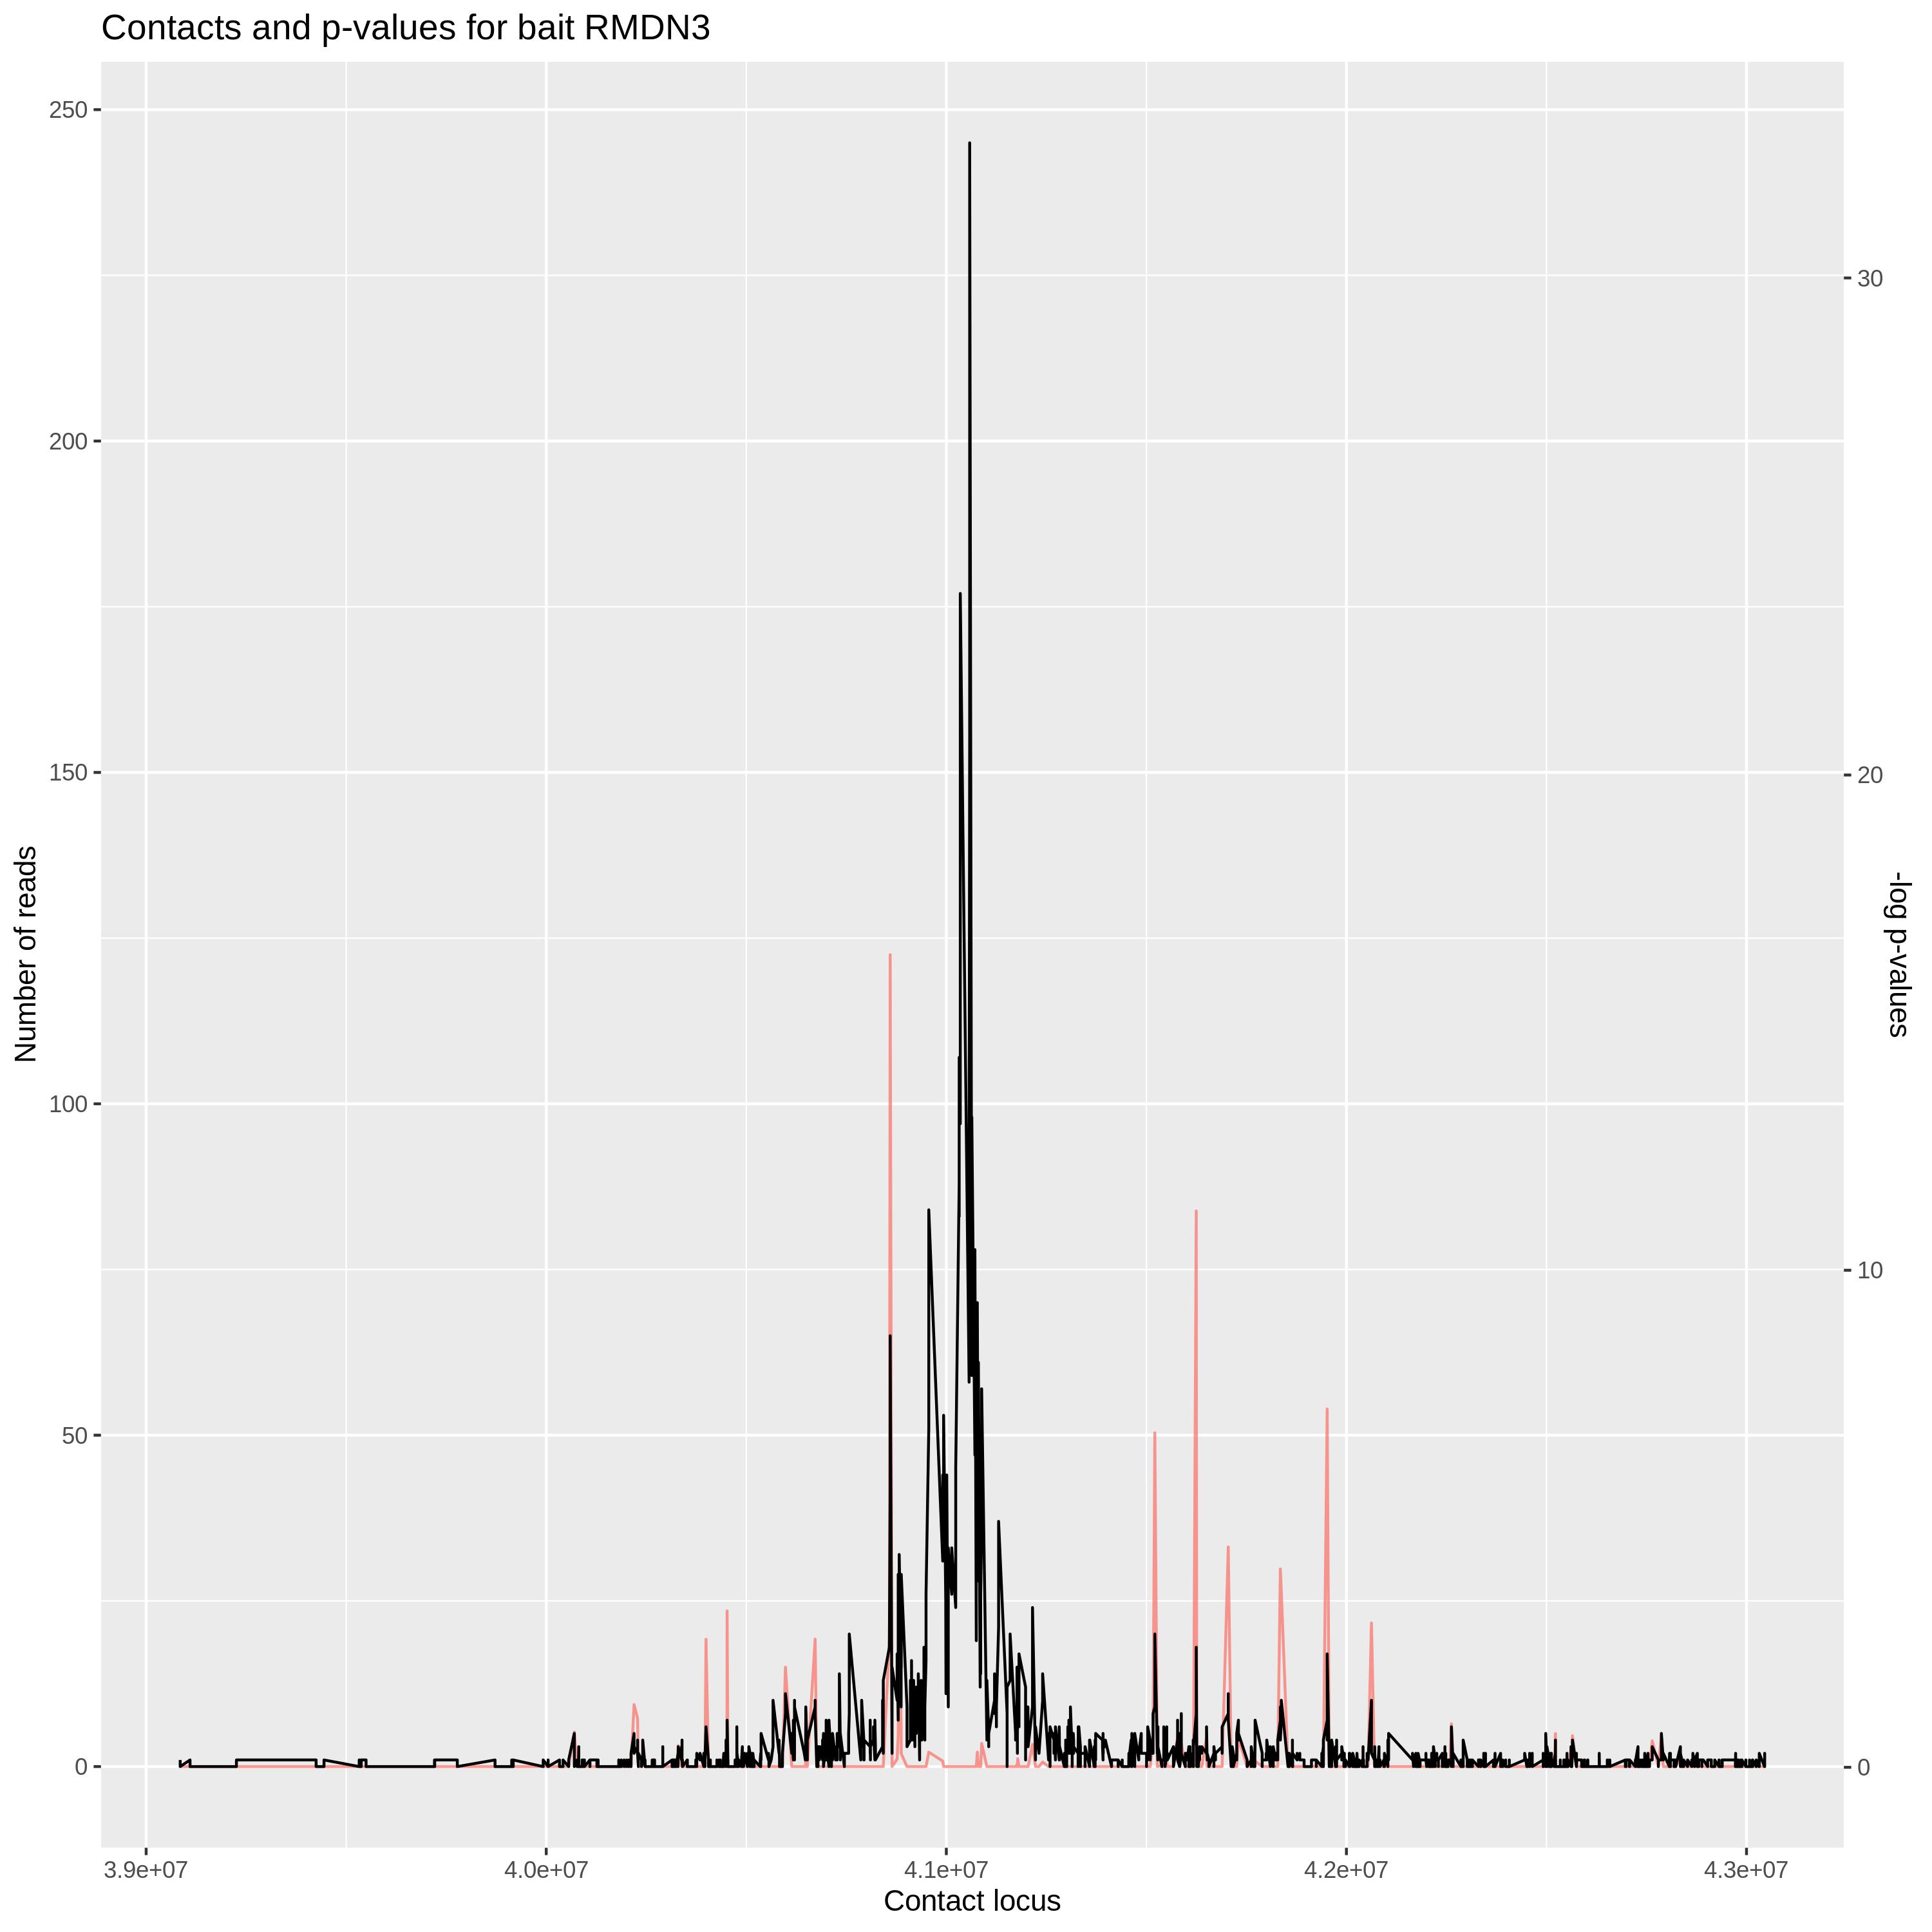 Contacts and p-values for bait RMDN3
250
200
150
100
50
0
Number of reads
30
20
10
0
-log p-values
3.9e+07
4.0e+07
4.1e+07
4.2e+07
4.3e+07
Contact locus